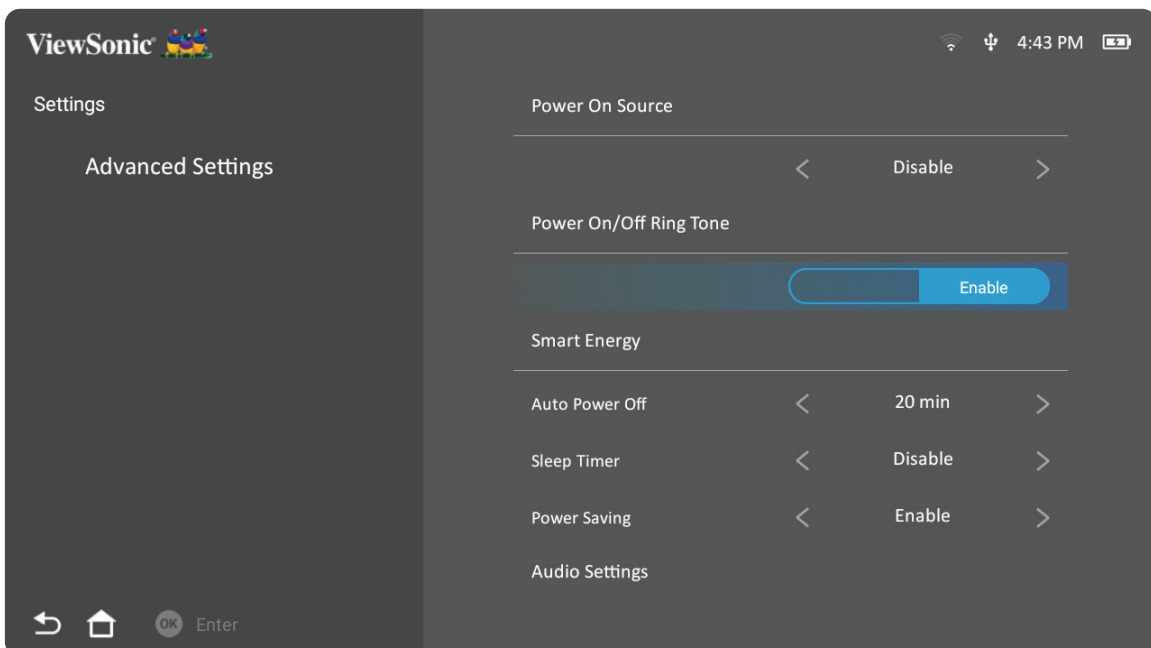 ViewSonic
4:43 PM
Settings
Advanced Settings
Power On Source
Disable
Power On/Off Ring Tone
Enable
Smart Energy
Auto Power Off
20 min
Sleep Timer
Disable
Power Saving
Enable
Audio Settings
OK Enter